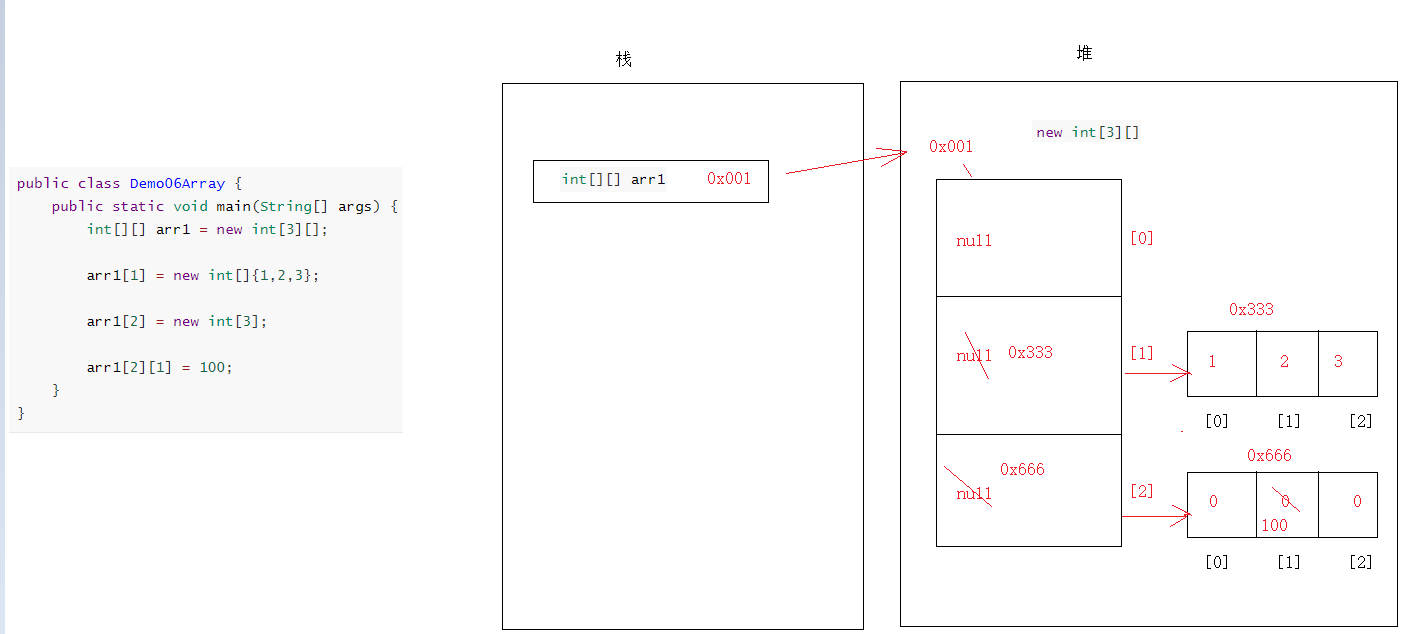 public class Demo06Array {
public static void main(String[] args) {
int[][] arr1 = new int[3][];
arr1[1] = new int[]{1,2,3};
arr1[2] = new int[3];
arr1[2][1] = 100;
}
}
栈
int[][] arr1 0x001
堆
new int[3][]
0x001
null [0]
null 0x333 [1]
0x333
1 2 3
[0] [1] [2]
0x666
null [2]
0x666
0 0 0
100
[0] [1] [2]